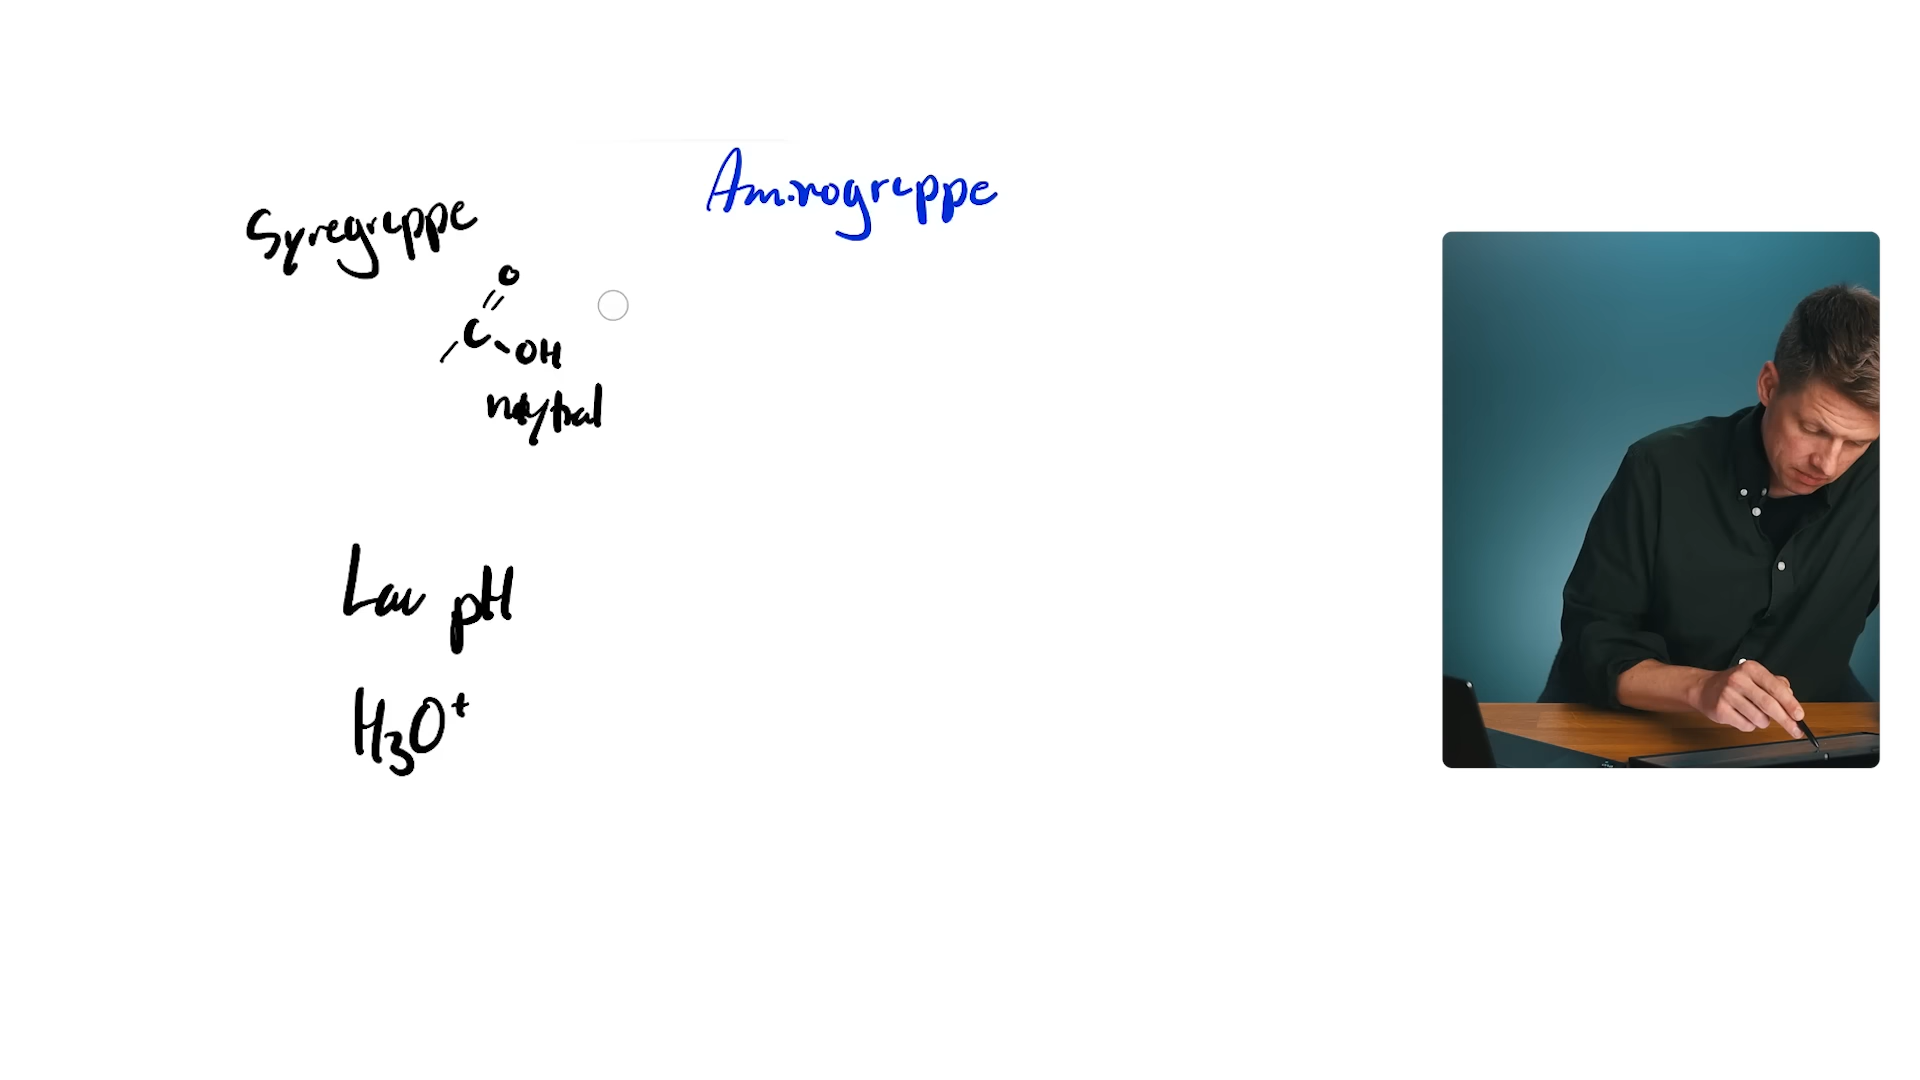 Aminogruppe
Syregruppe
O
C OH
nøytral
Lav pH
H₃O⁺